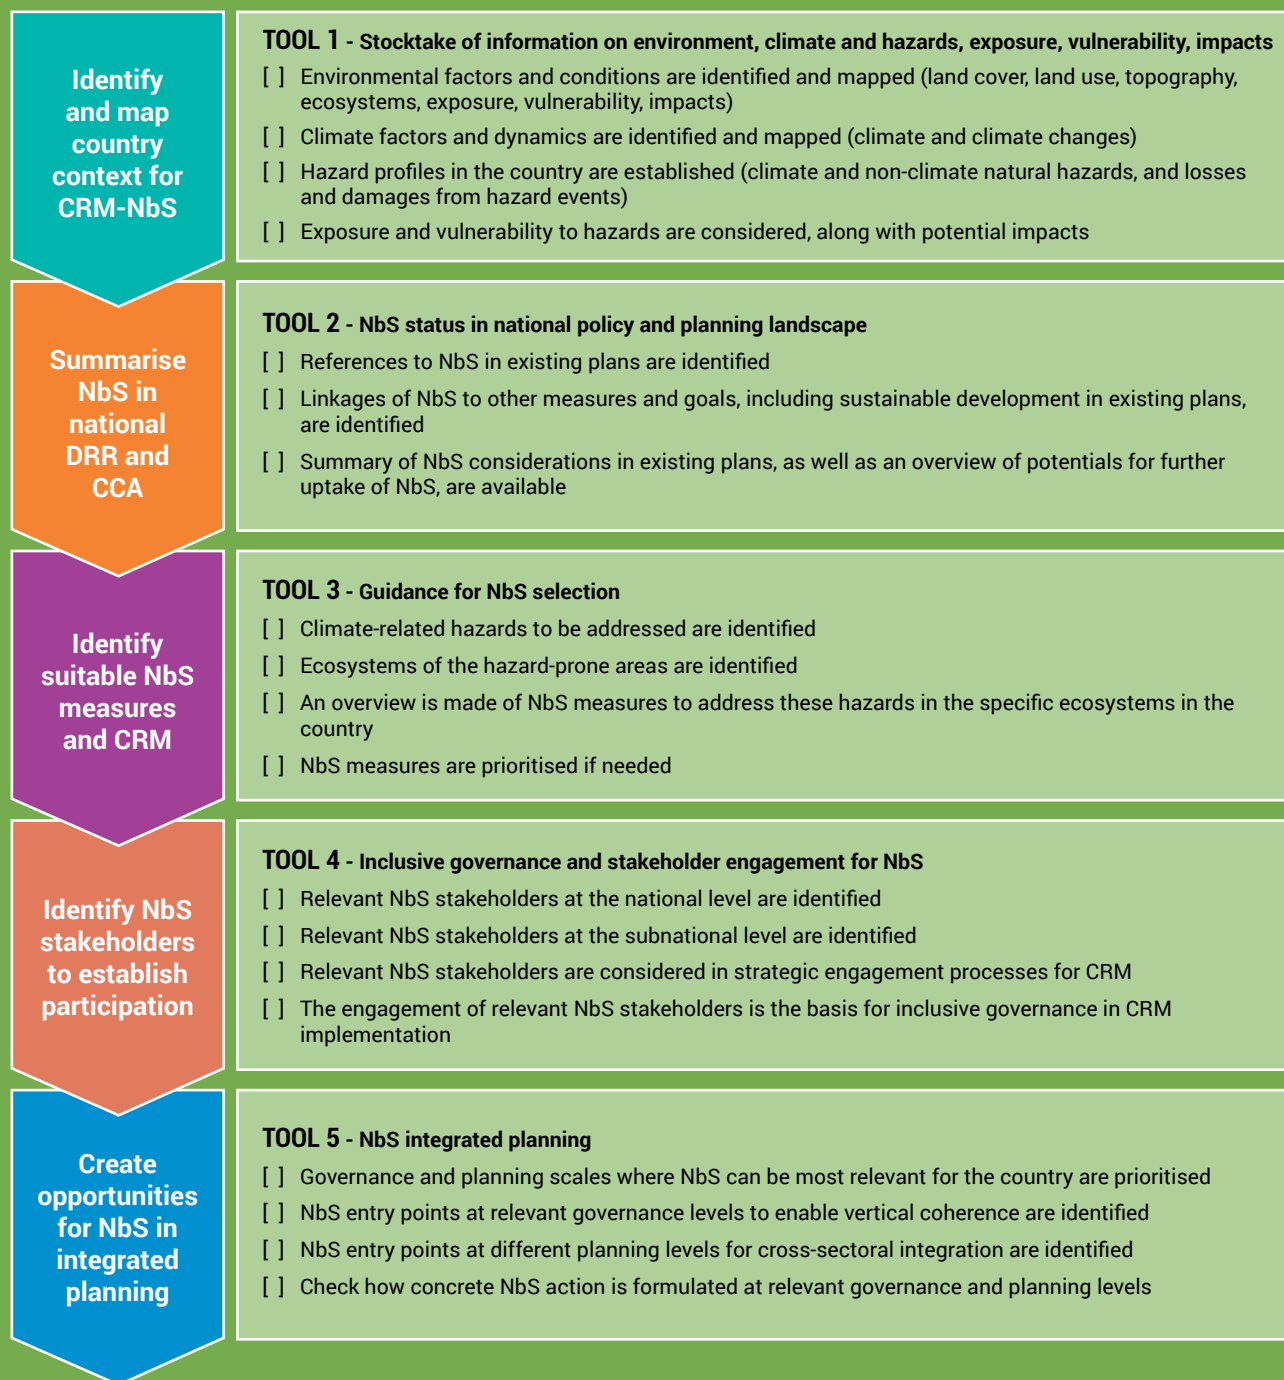 Identify
and map
country
context for
CRM-NbS
TOOL 1 - Stocktake of information on environment, climate and hazards, exposure, vulnerability, impacts
[ ] Environmental factors and conditions are identified and mapped (land cover, land use, topography,
ecosystems, exposure, vulnerability, impacts)
[ ] Climate factors and dynamics are identified and mapped (climate and climate changes)
[ ] Hazard profiles in the country are established (climate and non-climate natural hazards, and losses
and damages from hazard events)
[ ] Exposure and vulnerability to hazards are considered, along with potential impacts
Summarise
NbS in
national
DRR and
CCA
TOOL 2 - NbS status in national policy and planning landscape
[ ] References to NbS in existing plans are identified
[ ] Linkages of NbS to other measures and goals, including sustainable development in existing plans,
are identified
[ ] Summary of NbS considerations in existing plans, as well as an overview of potentials for further
uptake of NbS, are available
Identify
suitable NbS
measures
and CRM
TOOL 3 - Guidance for NbS selection
[ ] Climate-related hazards to be addressed are identified
[ ] Ecosystems of the hazard-prone areas are identified
[ ] An overview is made of NbS measures to address these hazards in the specific ecosystems in the
country
[ ] NbS measures are prioritised if needed
Identify NbS
stakeholders
to establish
participation
TOOL 4 - Inclusive governance and stakeholder engagement for NbS
[ ] Relevant NbS stakeholders at the national level are identified
[ ] Relevant NbS stakeholders at the subnational level are identified
[ ] Relevant NbS stakeholders are considered in strategic engagement processes for CRM
[ ] The engagement of relevant NbS stakeholders is the basis for inclusive governance in CRM
implementation
Create
opportunities
for NbS in
integrated
planning
TOOL 5 - NbS integrated planning
[ ] Governance and planning scales where NbS can be most relevant for the country are prioritised
[ ] NbS entry points at relevant governance levels to enable vertical coherence are identified
[ ] NbS entry points at different planning levels for cross-sectoral integration are identified
[ ] Check how concrete NbS action is formulated at relevant governance and planning levels